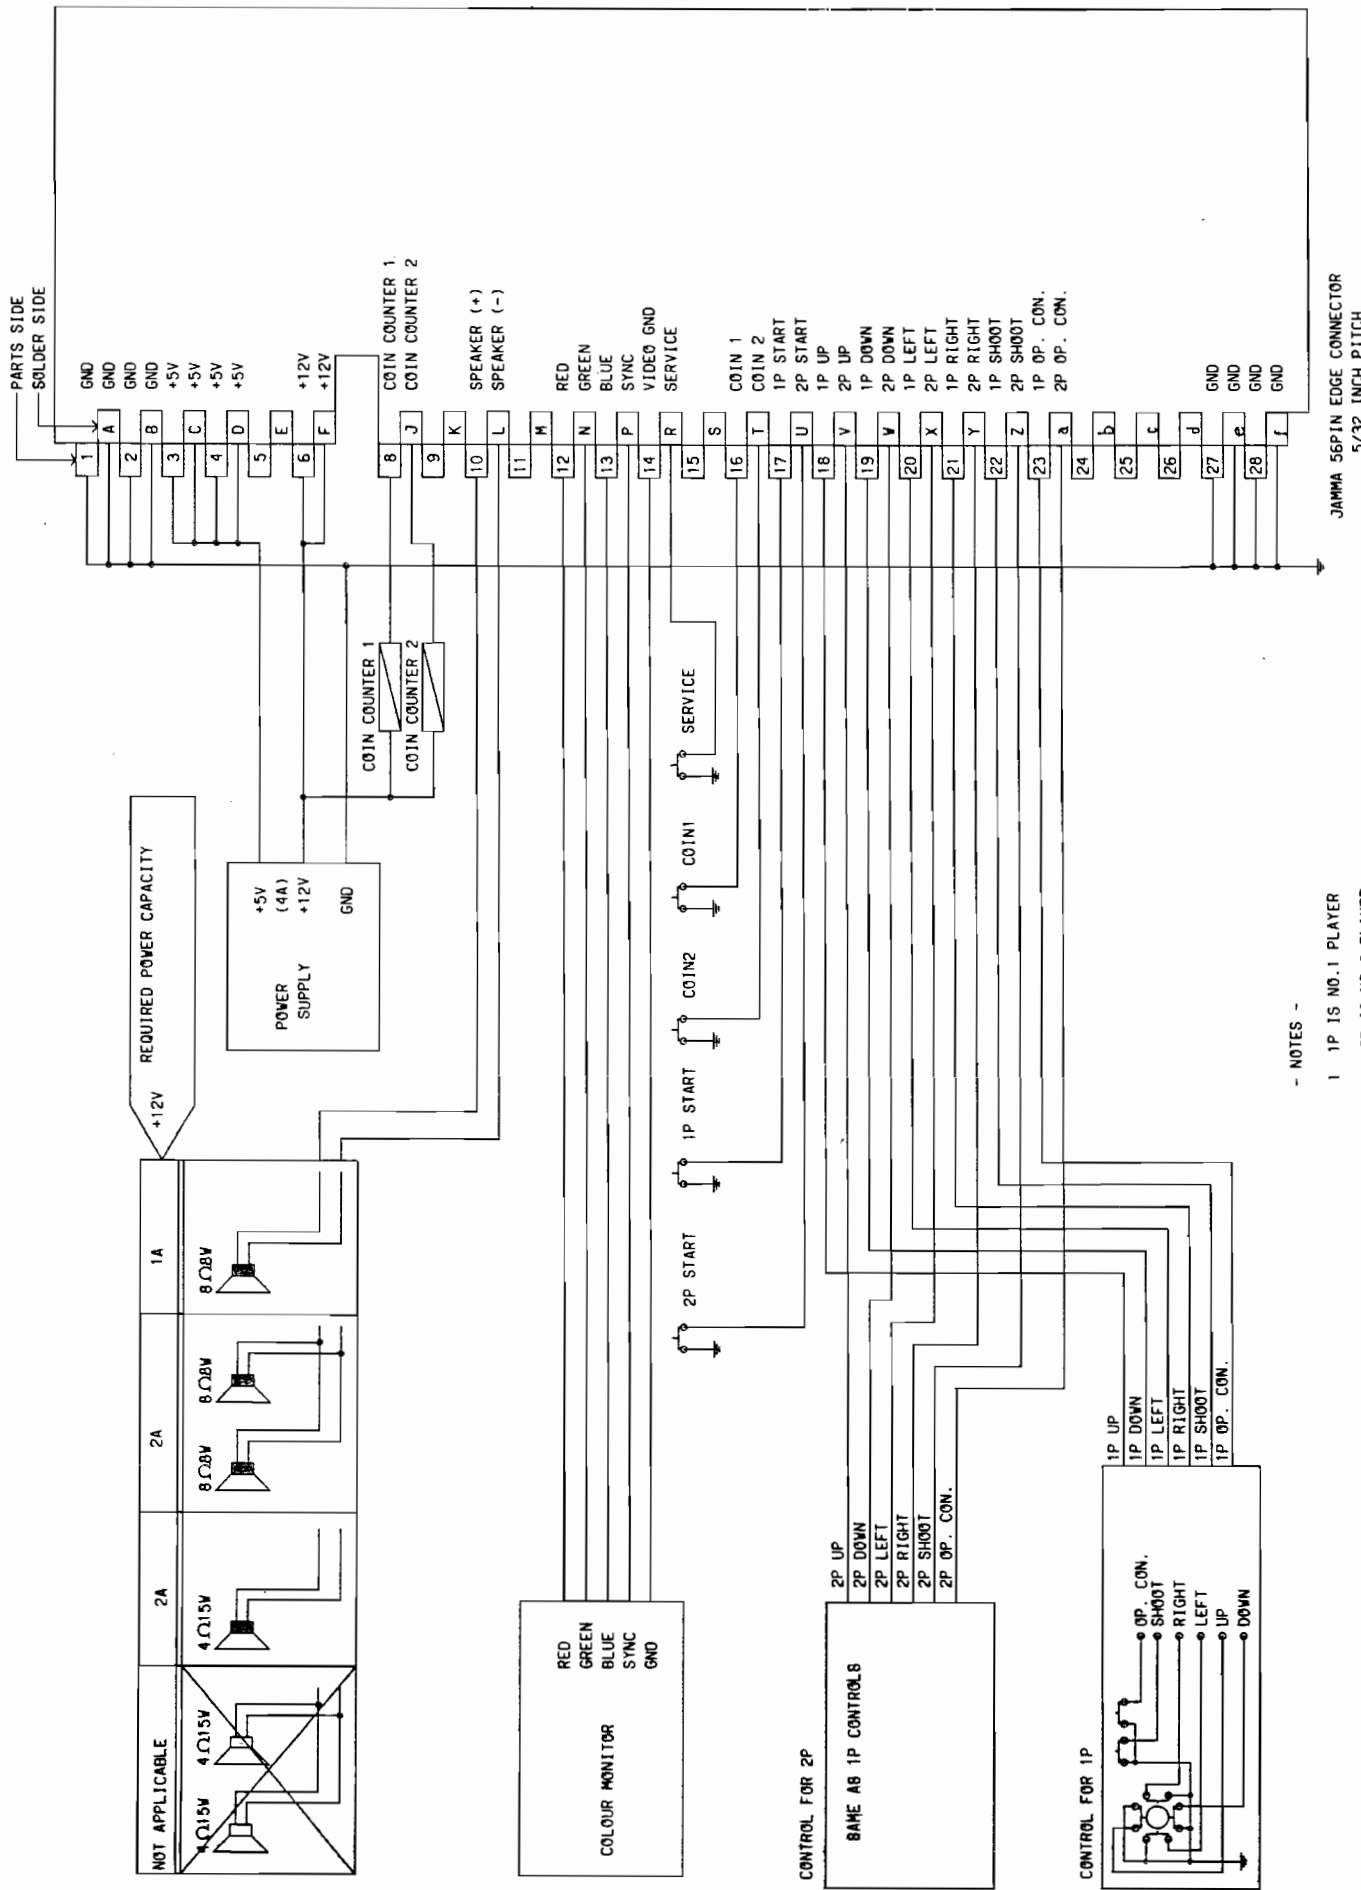 PARTS SIDE
SOLDER SIDE
1 GND
A GND
2 GND
B GND
3 +5V
C +5V
4 +5V
D +5V
5
E
6 +12V
F +12V
8 COIN COUNTER 1
J COIN COUNTER 2
9
K
10 SPEAKER (+)
L SPEAKER (-)
11
M
12 RED
N GREEN
13 BLUE
P SYNC
14 VIDEO GND
R SERVICE
15
S
16 COIN 1
T COIN 2
17 1P START
U 2P START
18 1P UP
V 2P UP
19 1P DOWN
W 2P DOWN
20 1P LEFT
X 2P LEFT
21 1P RIGHT
Y 2P RIGHT
22 1P SHOOT
Z 2P SHOOT
23 1P OP. CON.
a 2P OP. CON.
24
b
25
c
26
d
27 GND
e GND
28 GND
f GND
JAMMA 56PIN EDGE CONNECTOR
5/32 INCH PITCH
COIN COUNTER 1
COIN COUNTER 2
REQUIRED POWER CAPACITY
+12V
POWER
SUPPLY
+5V
(4A)
+12V
GND
1A
8Ω8W
2A
8Ω8W
8Ω8W
2A
4Ω15W
NOT APPLICABLE
4Ω15W
4Ω15W
SERVICE
COIN1
COIN2
1P START
2P START
COLOUR MONITOR
RED
GREEN
BLUE
SYNC
GND
CONTROL FOR 2P
SAME AS 1P CONTROLS
2P UP
2P DOWN
2P LEFT
2P RIGHT
2P SHOOT
2P OP. CON.
CONTROL FOR 1P
1P UP
1P DOWN
1P LEFT
1P RIGHT
1P SHOOT
1P OP. CON.
OP. CON.
SHOOT
RIGHT
LEFT
UP
DOWN
- NOTES -
1 1P IS NO.1 PLAYER